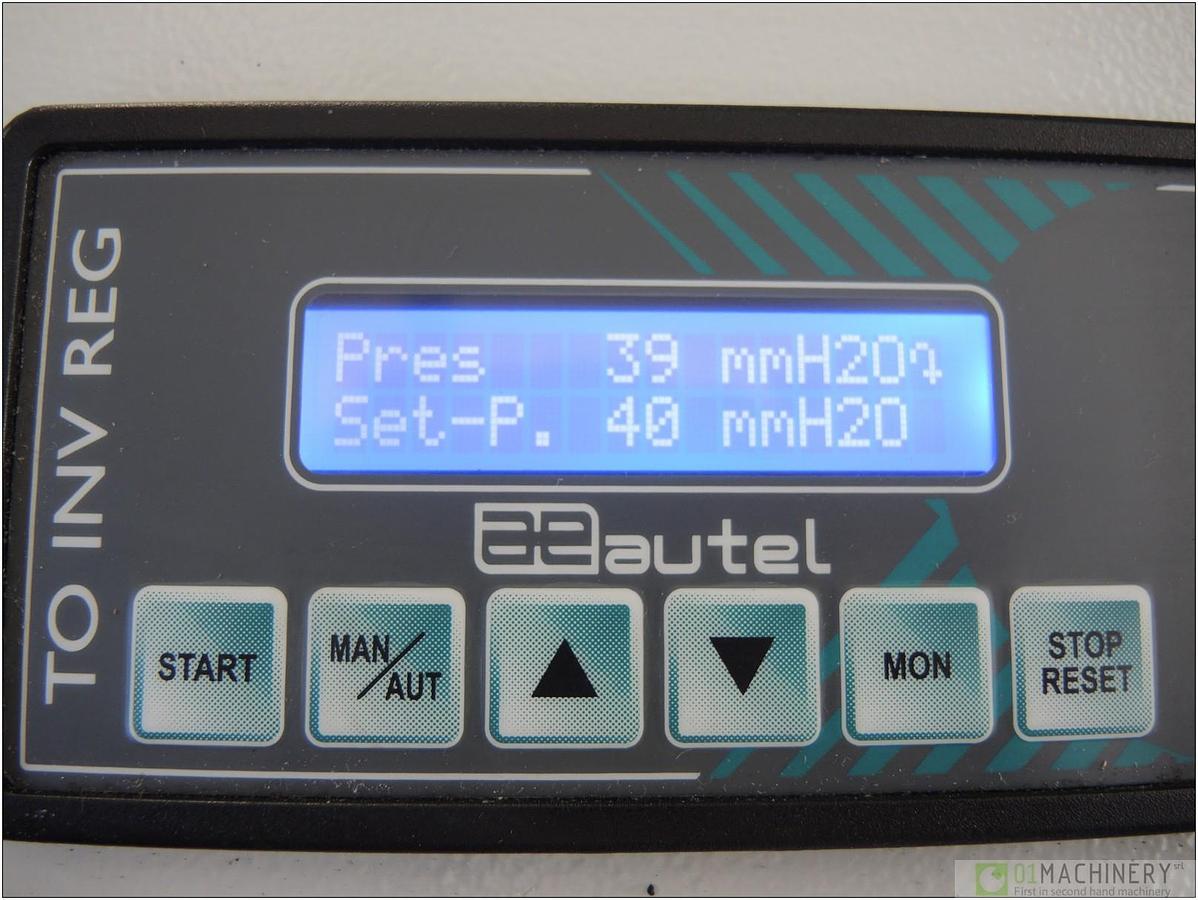 TO INV REG
Pres 39 mmH2O
Set-P. 40 mmH2O
ae autel
START
MAN/AUT
▲
▼
MON
STOP
RESET
01MACHINERY srl
First in second hand machinery